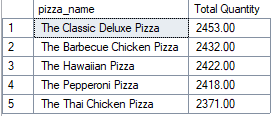 pizza_name Total Quantity
1 The Classic Deluxe Pizza 2453.00
2 The Barbecue Chicken Pizza 2432.00
3 The Hawaiian Pizza 2422.00
4 The Pepperoni Pizza 2418.00
5 The Thai Chicken Pizza 2371.00